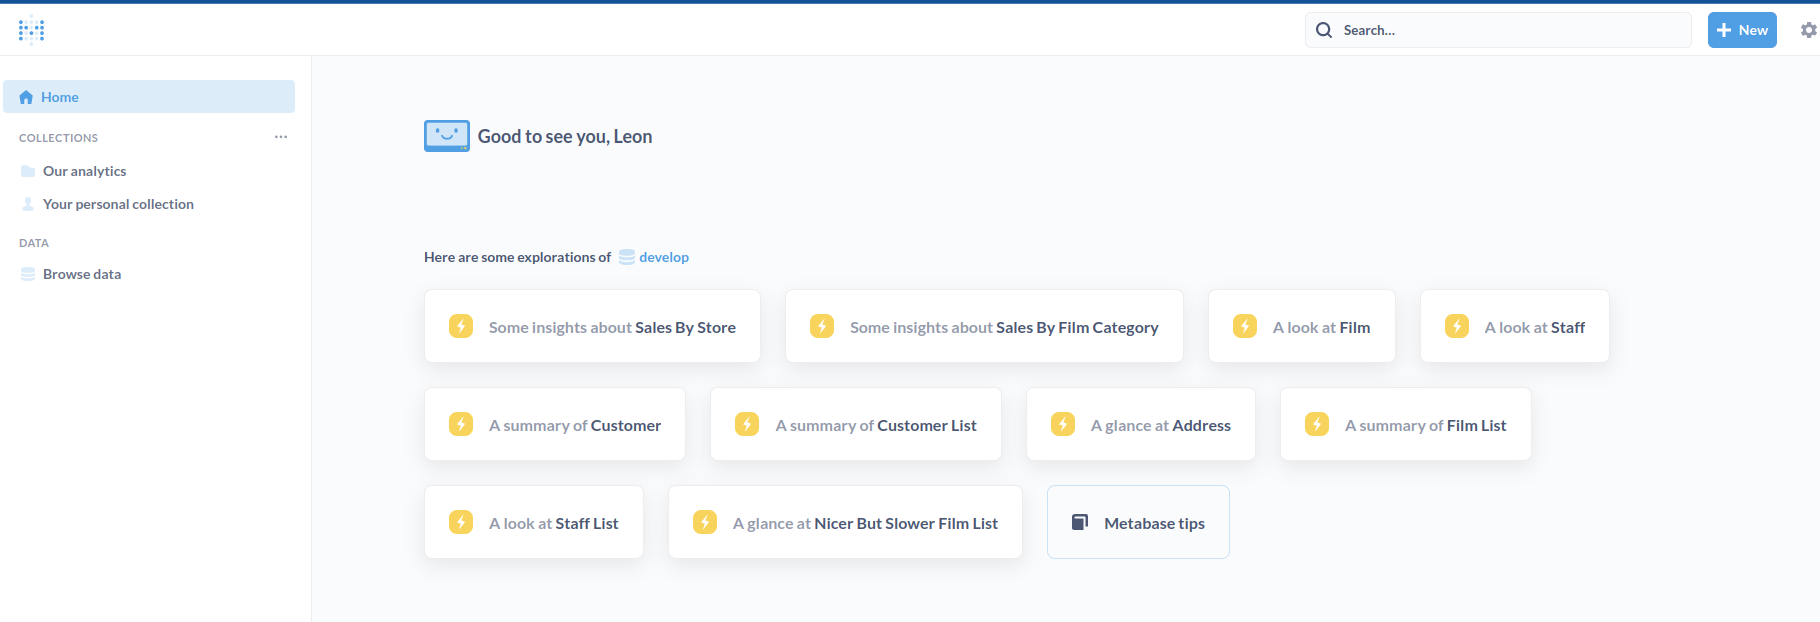 Search...
New
Home
COLLECTIONS
Our analytics
Your personal collection
DATA
Browse data
Good to see you, Leon
Here are some explorations of develop
Some insights about Sales By Store
Some insights about Sales By Film Category
A look at Film
A look at Staff
A summary of Customer
A summary of Customer List
A glance at Address
A summary of Film List
A look at Staff List
A glance at Nicer But Slower Film List
Metabase tips